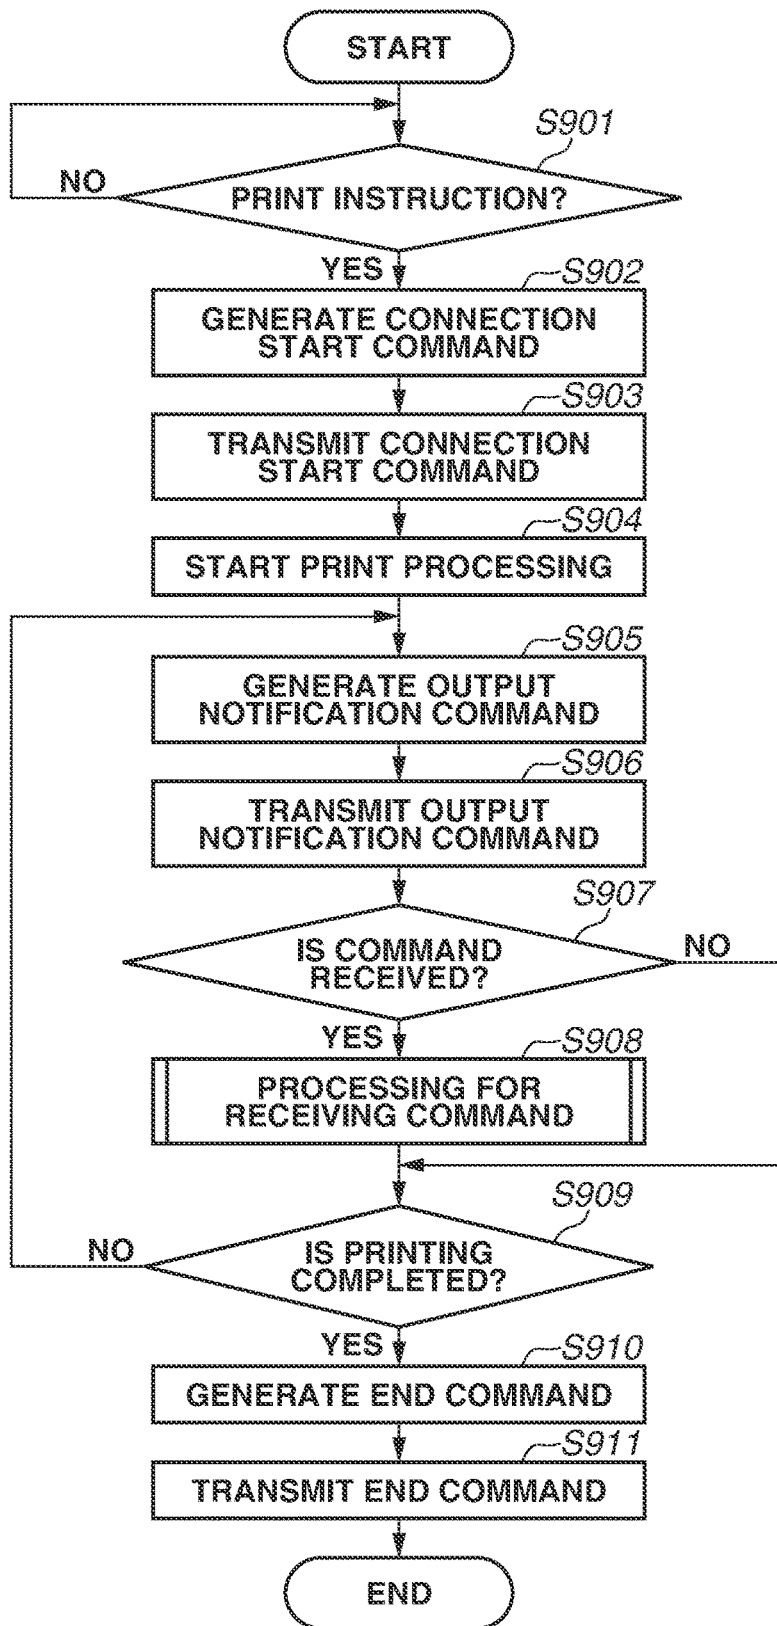 START
S901
NO
PRINT INSTRUCTION?
YES
S902
GENERATE CONNECTION
START COMMAND
S903
TRANSMIT CONNECTION
START COMMAND
S904
START PRINT PROCESSING
S905
GENERATE OUTPUT
NOTIFICATION COMMAND
S906
TRANSMIT OUTPUT
NOTIFICATION COMMAND
S907
IS COMMAND
RECEIVED?
NO
YES
S908
PROCESSING FOR
RECEIVING COMMAND
S909
NO
IS PRINTING
COMPLETED?
YES
S910
GENERATE END COMMAND
S911
TRANSMIT END COMMAND
END